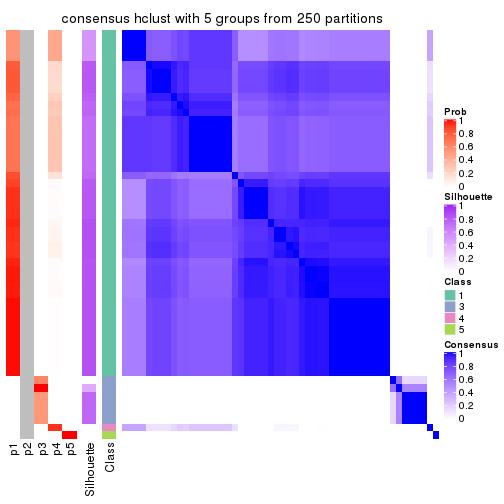 consensus hclust with 5 groups from 250 partitions
Prob
1
0.8
0.6
0.4
0.2
0
Silhouette
1
0.8
0.6
0.4
0.2
0
Class
1
3
4
5
Consensus
1
0.8
0.6
0.4
0.2
0
p1
p2
p3
p4
p5
Silhouette
Class